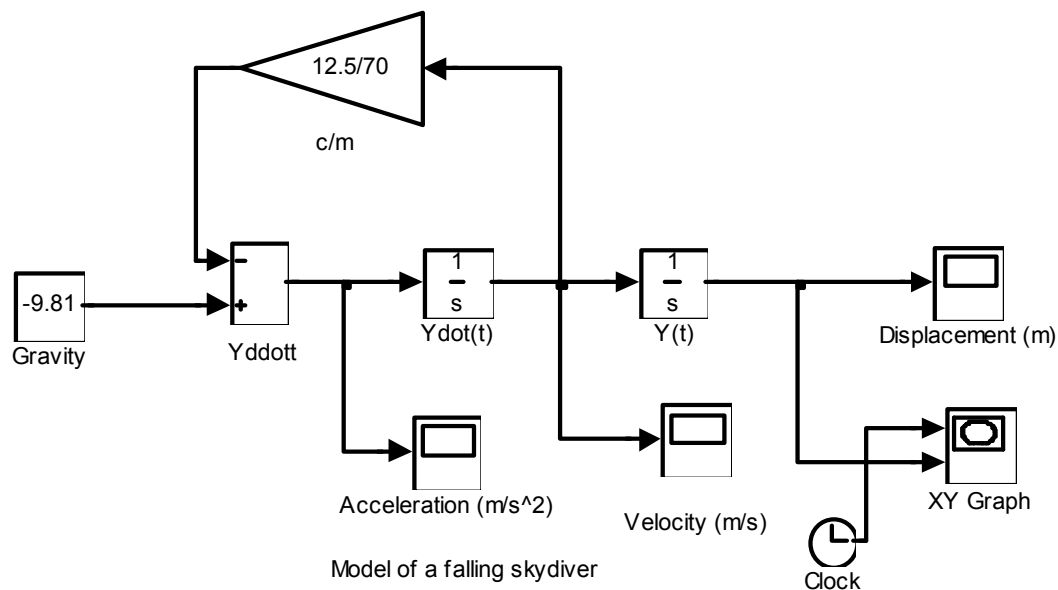 12.5/70
c/m
−
-9.81
+
Gravity
Yddott
1
s
Ydot(t)
1
s
Y(t)
Displacement (m)
Acceleration (m/s^2)
Velocity (m/s)
XY Graph
Clock
Model of a falling skydiver